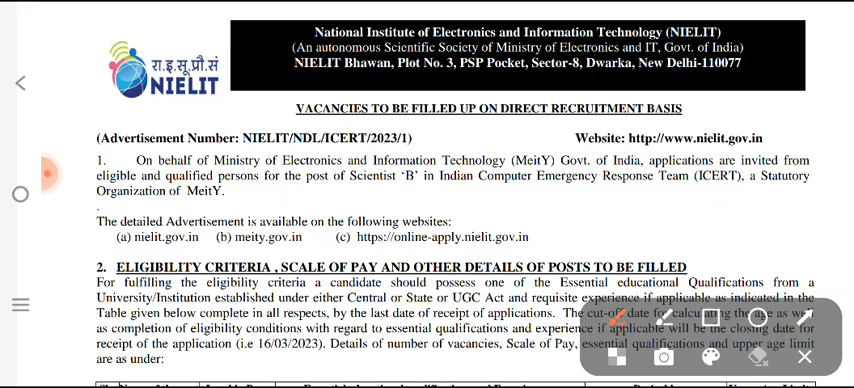 National Institute of Electronics and Information Technology (NIELIT)
(An autonomous Scientific Society of Ministry of Electronics and IT, Govt. of India)
NIELIT Bhawan, Plot No. 3, PSP Pocket, Sector-8, Dwarka, New Delhi-110077
रा.इ.सू.प्रौ.सं
NIELIT
VACANCIES TO BE FILLED UP ON DIRECT RECRUITMENT BASIS
(Advertisement Number: NIELIT/NDL/ICERT/2023/1) Website: http://www.nielit.gov.in
1. On behalf of Ministry of Electronics and Information Technology (MeitY) Govt. of India, applications are invited from
eligible and qualified persons for the post of Scientist ‘B’ in Indian Computer Emergency Response Team (ICERT), a Statutory
Organization of MeitY.
.
The detailed Advertisement is available on the following websites:
(a) nielit.gov.in (b) meity.gov.in (c) https://online-apply.nielit.gov.in
2. ELIGIBILITY CRITERIA , SCALE OF PAY AND OTHER DETAILS OF POSTS TO BE FILLED
For fulfilling the eligibility criteria a candidate should possess one of the Essential educational Qualifications from a
University/Institution established under either Central or State or UGC Act and requisite experience if applicable as indicated in the
Table given below complete in all respects, by the last date of receipt of applications. The cut-off date for calculating the age as well
as completion of eligibility conditions with regard to essential qualifications and experience if applicable will be the closing date for
receipt of the application (i.e 16/03/2023). Details of number of vacancies, Scale of Pay, essential qualifications and upper age limit
are as under: